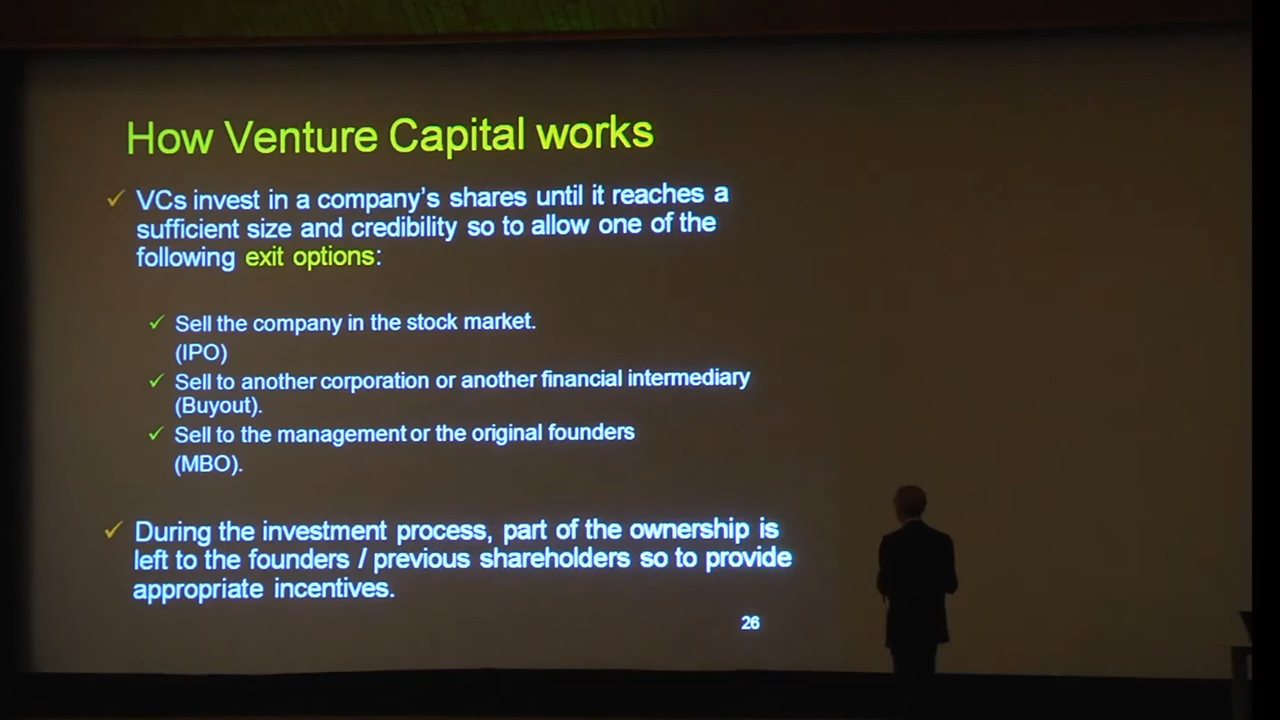 How Venture Capital works
VCs invest in a company's shares until it reaches a
sufficient size and credibility so to allow one of the
following exit options:
Sell the company in the stock market.
(IPO)
Sell to another corporation or another financial intermediary
(Buyout).
Sell to the management or the original founders
(MBO).
During the investment process, part of the ownership is
left to the founders / previous shareholders so to provide
appropriate incentives.
26